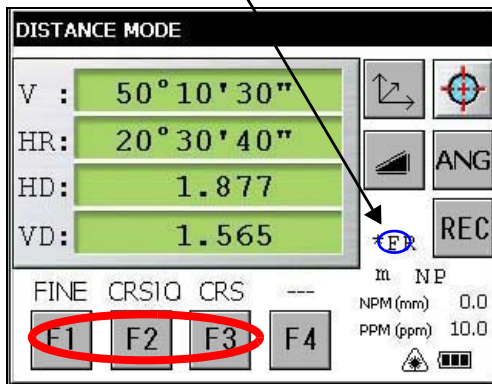 DISTANCE MODE
V : 50°10'30"
HR: 20°30'40"
HD: 1.877
VD: 1.565
ANG
REC
*FR
m NP
NPM (mm) 0.0
PPM (ppm) 10.0
FINE CRS10 CRS ---
F1 F2 F3 F4